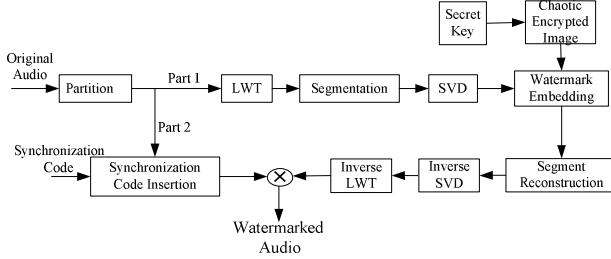 Secret
Key
Chaotic
Encrypted
Image
Original
Audio
Partition
Part 1
LWT
Segmentation
SVD
Watermark
Embedding
Part 2
Synchronization
Code
Synchronization
Code Insertion
Inverse
LWT
Inverse
SVD
Segment
Reconstruction
Watermarked
Audio